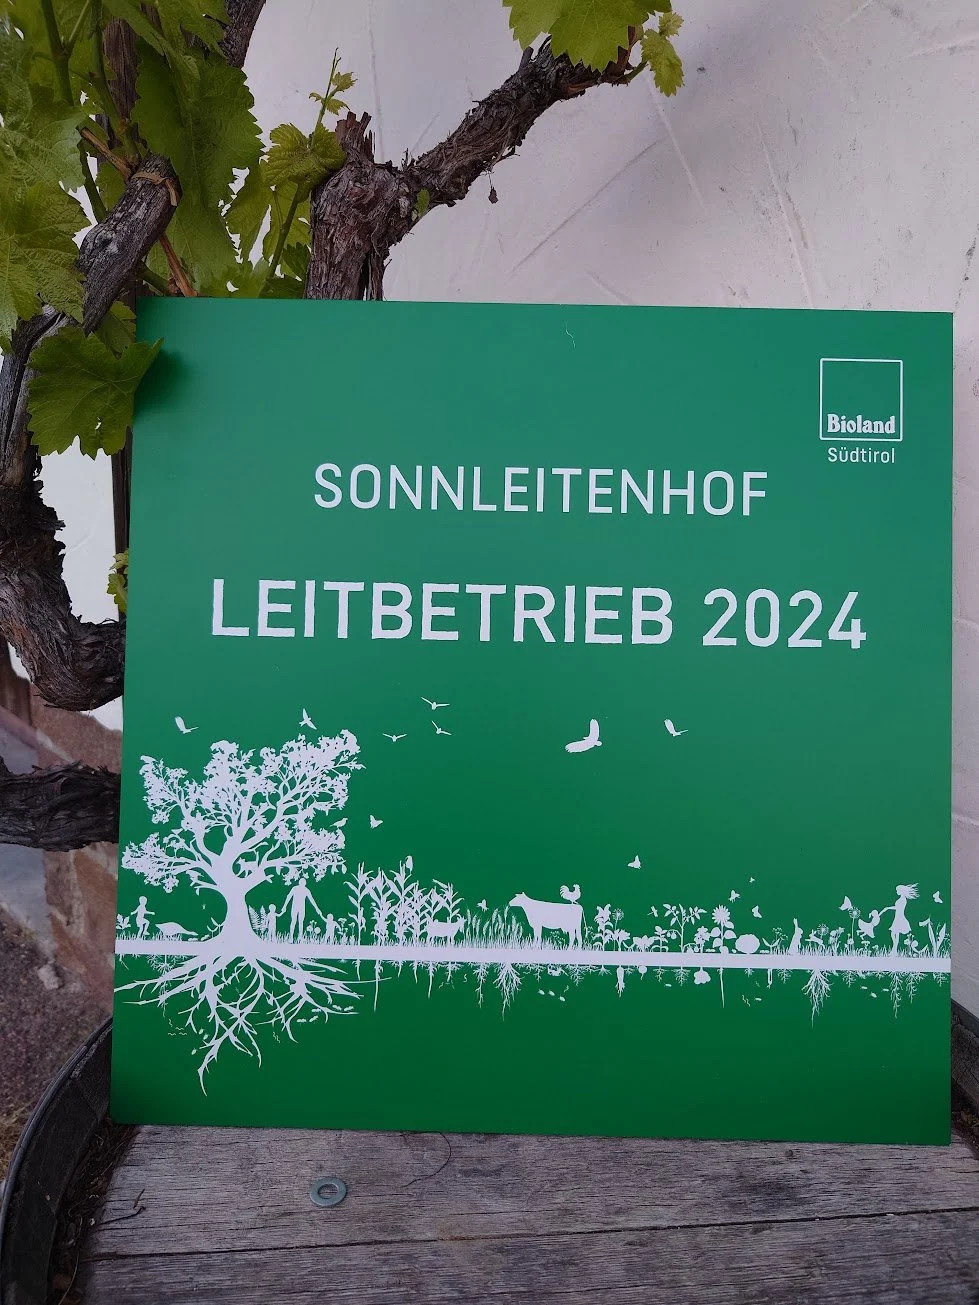 Bioland
Südtirol
SONNLEITENHOF
LEITBETRIEB 2024